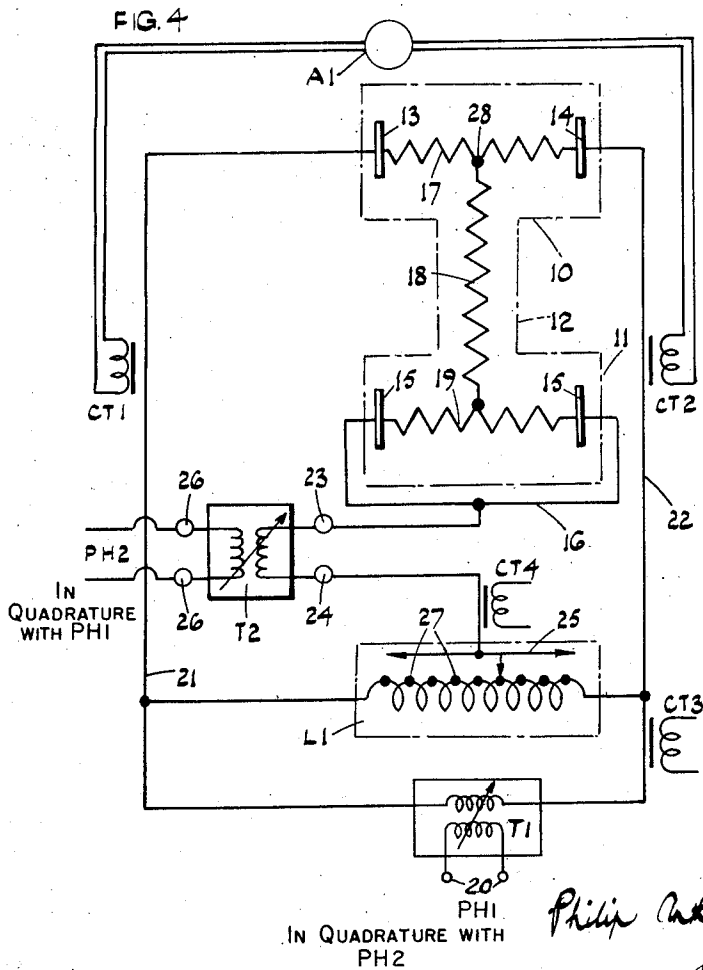 FIG. 4
A1
13
28
14
17
18
10
12
11
15
19
15
CT1
CT2
26
23
16
22
PH2
CT4
IN
QUADRATURE
WITH PH1
26
T2
24
27
25
21
L1
CT3
T1
20
PH1
IN QUADRATURE WITH
PH2
Philip